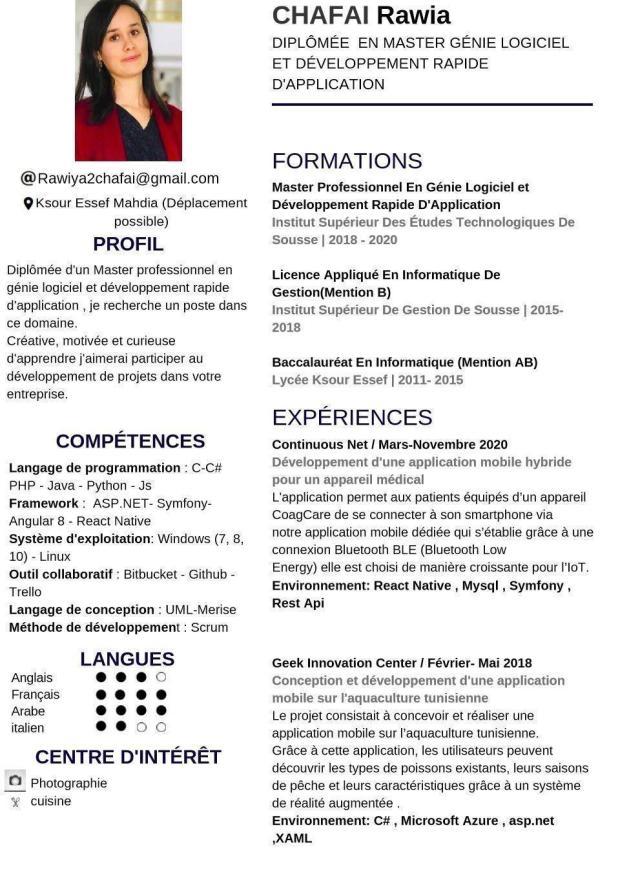 @Rawiya2chafai@gmail.com
Ksour Essef Mahdia (Déplacement
possible)
PROFIL
Diplômée d'un Master professionnel en
génie logiciel et développement rapide
d'application , je recherche un poste dans
ce domaine.
Créative, motivée et curieuse
d'apprendre j'aimerai participer au
développement de projets dans votre
entreprise.
COMPÉTENCES
Langage de programmation : C-C#
PHP - Java - Python - Js
Framework : ASP.NET- Symfony-
Angular 8 - React Native
Système d'exploitation: Windows (7, 8,
10) - Linux
Outil collaboratif : Bitbucket - Github -
Trello
Langage de conception : UML-Merise
Méthode de développement : Scrum
LANGUES
Anglais
Français
Arabe
italien
CENTRE D'INTÉRÊT
Photographie
cuisine
CHAFAI Rawia
DIPLÔMÉE EN MASTER GÉNIE LOGICIEL
ET DÉVELOPPEMENT RAPIDE
D'APPLICATION
FORMATIONS
Master Professionnel En Génie Logiciel et
Développement Rapide D'Application
Institut Supérieur Des Études Technologiques De
Sousse | 2018 - 2020
Licence Appliqué En Informatique De
Gestion(Mention B)
Institut Supérieur De Gestion De Sousse | 2015-
2018
Baccalauréat En Informatique (Mention AB)
Lycée Ksour Essef | 2011- 2015
EXPÉRIENCES
Continuous Net / Mars-Novembre 2020
Développement d'une application mobile hybride
pour un appareil médical
L'application permet aux patients équipés d’un appareil
CoagCare de se connecter à son smartphone via
notre application mobile dédiée qui s’établie grâce à une
connexion Bluetooth BLE (Bluetooth Low
Energy) elle est choisi de manière croissante pour l’IoT.
Environnement: React Native , Mysql , Symfony ,
Rest Api
Geek Innovation Center / Février- Mai 2018
Conception et développement d'une application
mobile sur l'aquaculture tunisienne
Le projet consistait à concevoir et réaliser une
application mobile sur l’aquaculture tunisienne.
Grâce à cette application, les utilisateurs peuvent
découvrir les types de poissons existants, leurs saisons
de pêche et leurs caractéristiques grâce à un système
de réalité augmentée .
Environnement: C# , Microsoft Azure , asp.net
,XAML